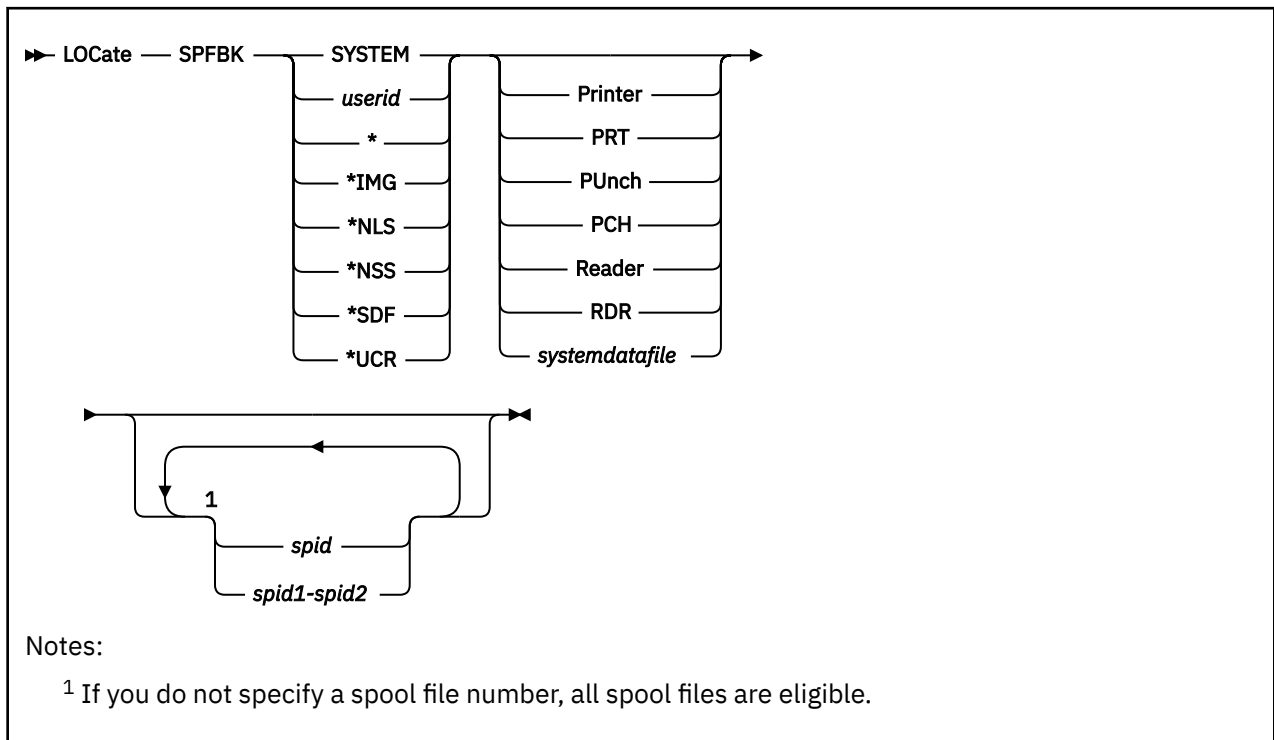 LOCate SPFBK SYSTEM
userid
*
*IMG
*NLS
*NSS
*SDF
*UCR
Printer
PRT
PUnch
PCH
Reader
RDR
systemdatafile
1
spid
spid1-spid2
Notes:
1 If you do not specify a spool file number, all spool files are eligible.